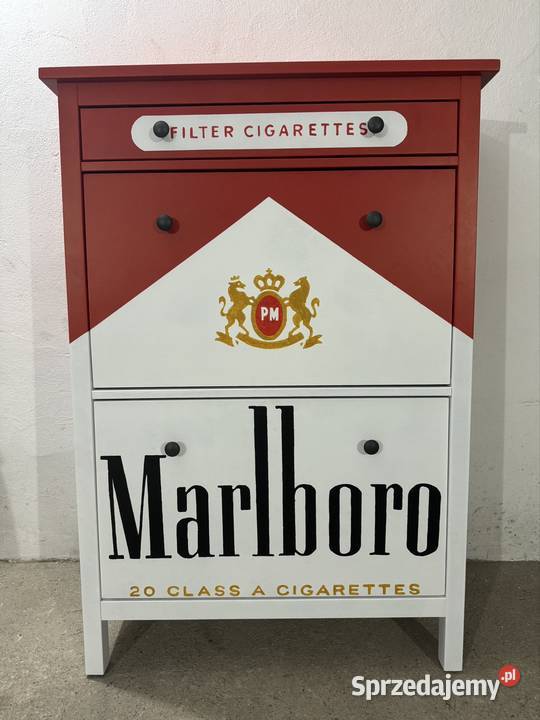 FILTER CIGARETTES
PM
Marlboro
20 CLASS A CIGARETTES
Sprzedajemy.pl